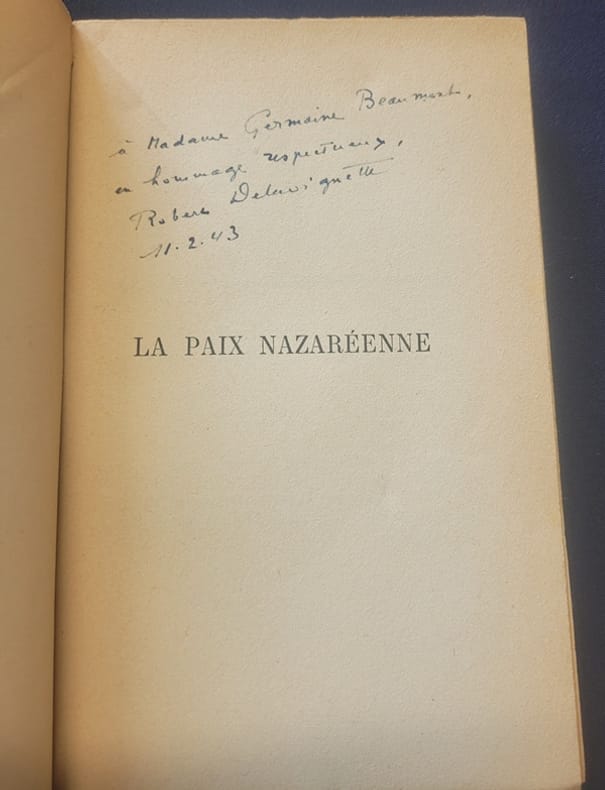 à Madame Germaine Beaumont,
en hommage respectueux,
Robert Delavignette
11.2.43
LA PAIX NAZARÉENNE